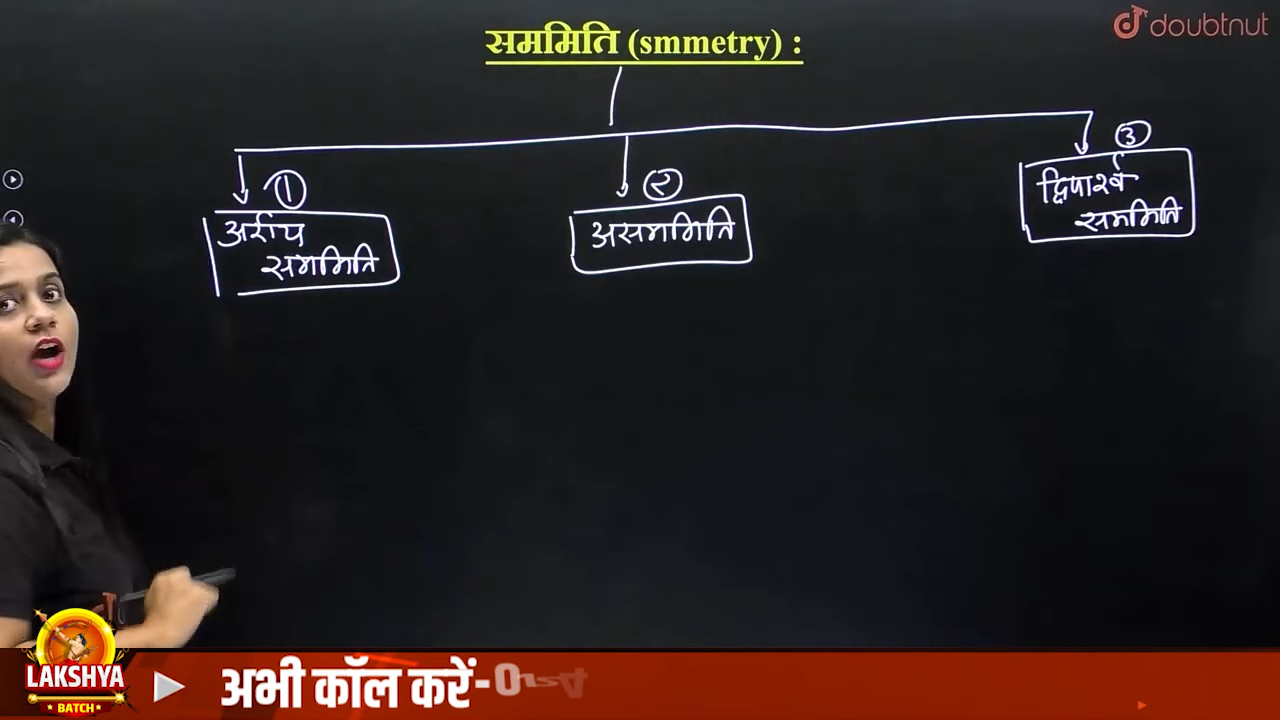 doubtnut
सममिति (smmetry) :
①
अरीय
सममिति
②
असममिति
③
द्विपार्श्व
सममिति
LAKSHYA
BATCH
अभी कॉल करें-